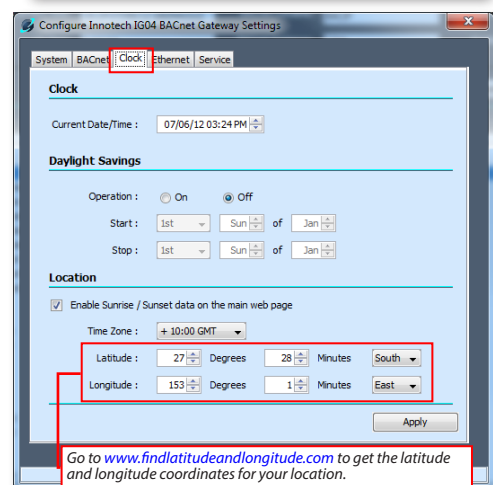 Configure Innotech IG04 BACnet Gateway Settings
System BACnet Clock Ethernet Service
Clock
Current Date/Time : 07/06/12 03:24 PM
Daylight Savings
Operation : On Off
Start : 1st Sun of Jan
Stop : 1st Sun of Jan
Location
Enable Sunrise / Sunset data on the main web page
Time Zone : + 10:00 GMT
Latitude : 27 Degrees 28 Minutes South
Longitude : 153 Degrees 1 Minutes East
Apply
Go to www.findlatitudeandlongitude.com to get the latitude
and longitude coordinates for your location.